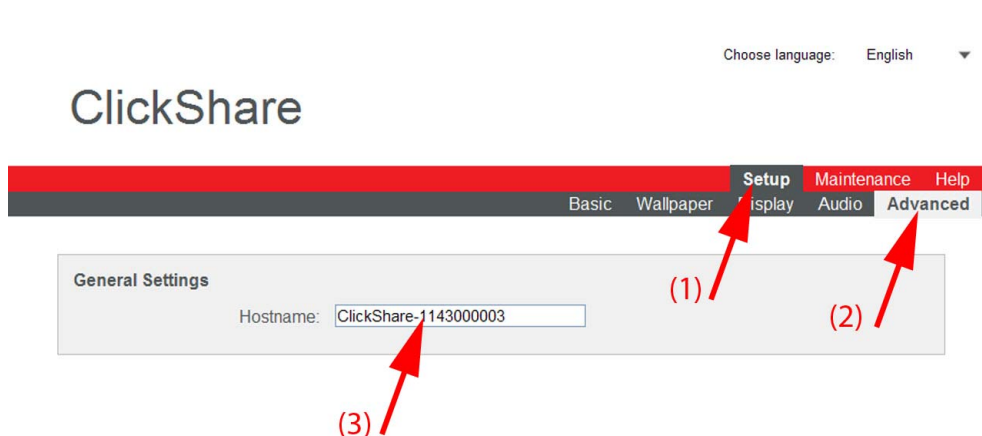 Choose language: English
ClickShare
Setup Maintenance Help
Basic Wallpaper Display Audio Advanced
General Settings
(1)
Hostname: ClickShare-1143000003
(2)
(3)